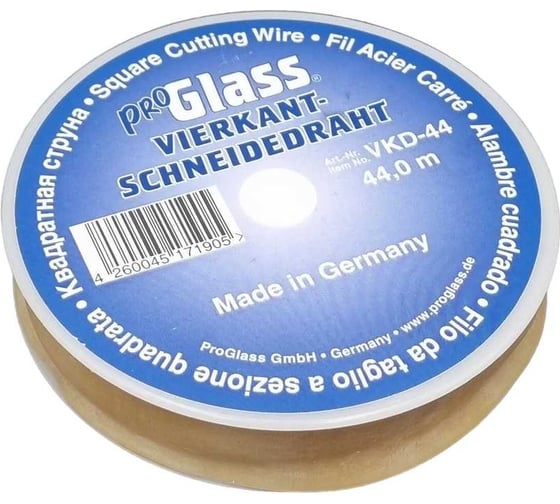 Квадратная струна • Square Cutting Wire • Fil Acier Carré • Alambre cuadrado • Filo da taglio a sezione quadrata •
proGlass®
VIERKANT-
SCHNEIDEDRAHT
Art.-Nr.
Item No. VKD-44
44,0 m
4 260045 171905 >
Made in Germany
ProGlass GmbH • Germany • www.proglass.de